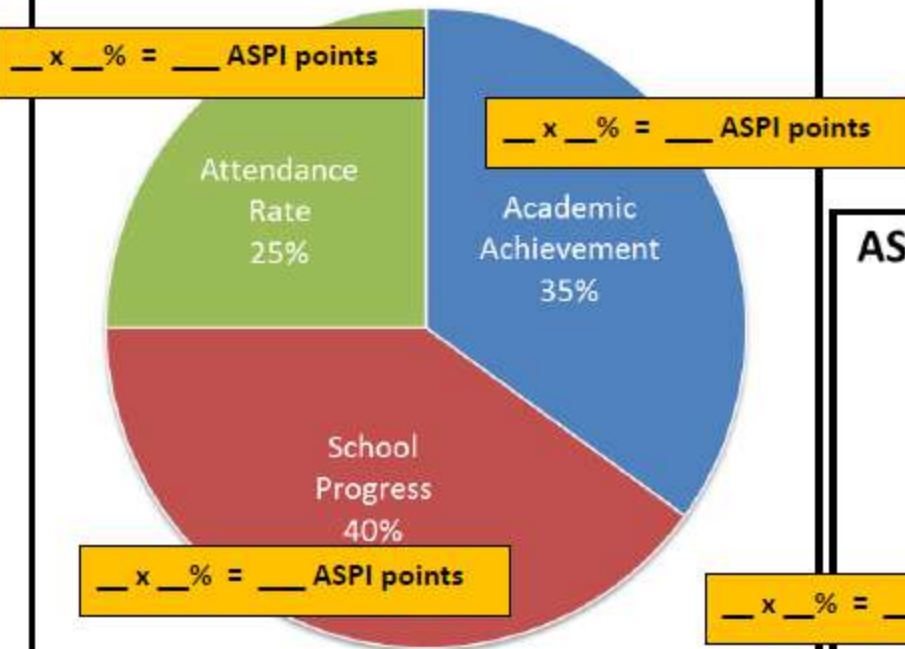 __ x __% = ___ ASPI points
__ x __% = ___ ASPI points
Attendance
Rate
25%
Academic
Achievement
35%
AS
School
Progress
40%
__ x __% = ___ ASPI points
__ x __% = __